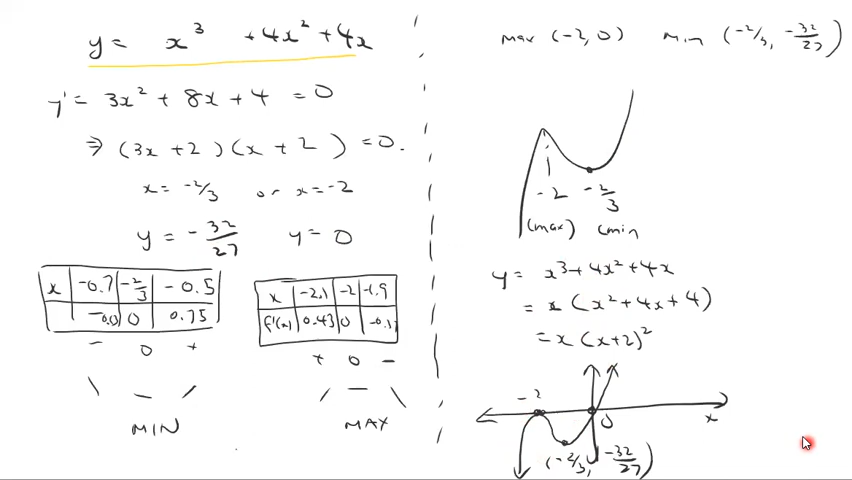 y = x³ + 4x² + 4x
y' = 3x² + 8x + 4 = 0
⇒ (3x + 2)(x + 2) = 0.
x = -2/3 or x = -2
y = -32/27 y = 0
x -0.7 -2/3 -0.5
0 0.75
- 0 +
MIN
x -2.1 -2 -1.9
f'(x) 0.43 0
+ 0 -
MAX
max (-2, 0) min (-2/3, -32/27)
-2 -2/3
(max) (min
y = x³ + 4x² + 4x
= x (x² + 4x + 4)
= x (x + 2)²
-2
0 x
(-2/3, -32/27)